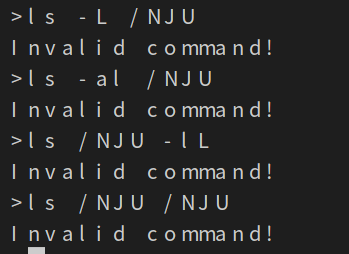 >ls -L /NJU
Invalid command!
>ls -al /NJU
Invalid command!
>ls /NJU -lL
Invalid command!
>ls /NJU /NJU
Invalid command!